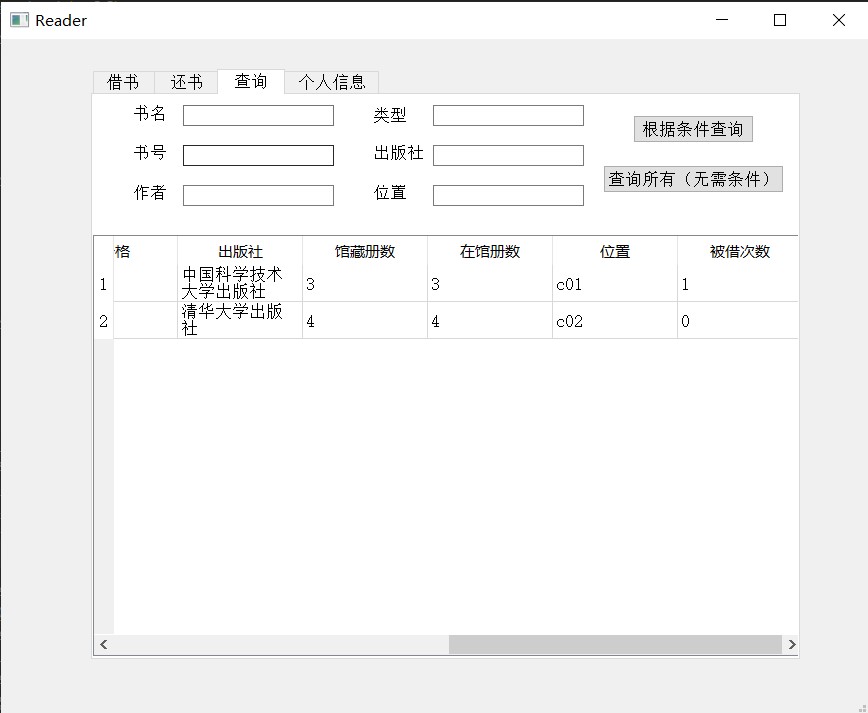 Reader
借书 还书 查询 个人信息
书名 类型
根据条件查询
书号 出版社
查询所有（无需条件）
作者 位置
格 出版社 馆藏册数 在馆册数 位置 被借次数
1 中国科学技术 3 3 c01 1
大学出版社
2 清华大学出版 4 4 c02 0
社